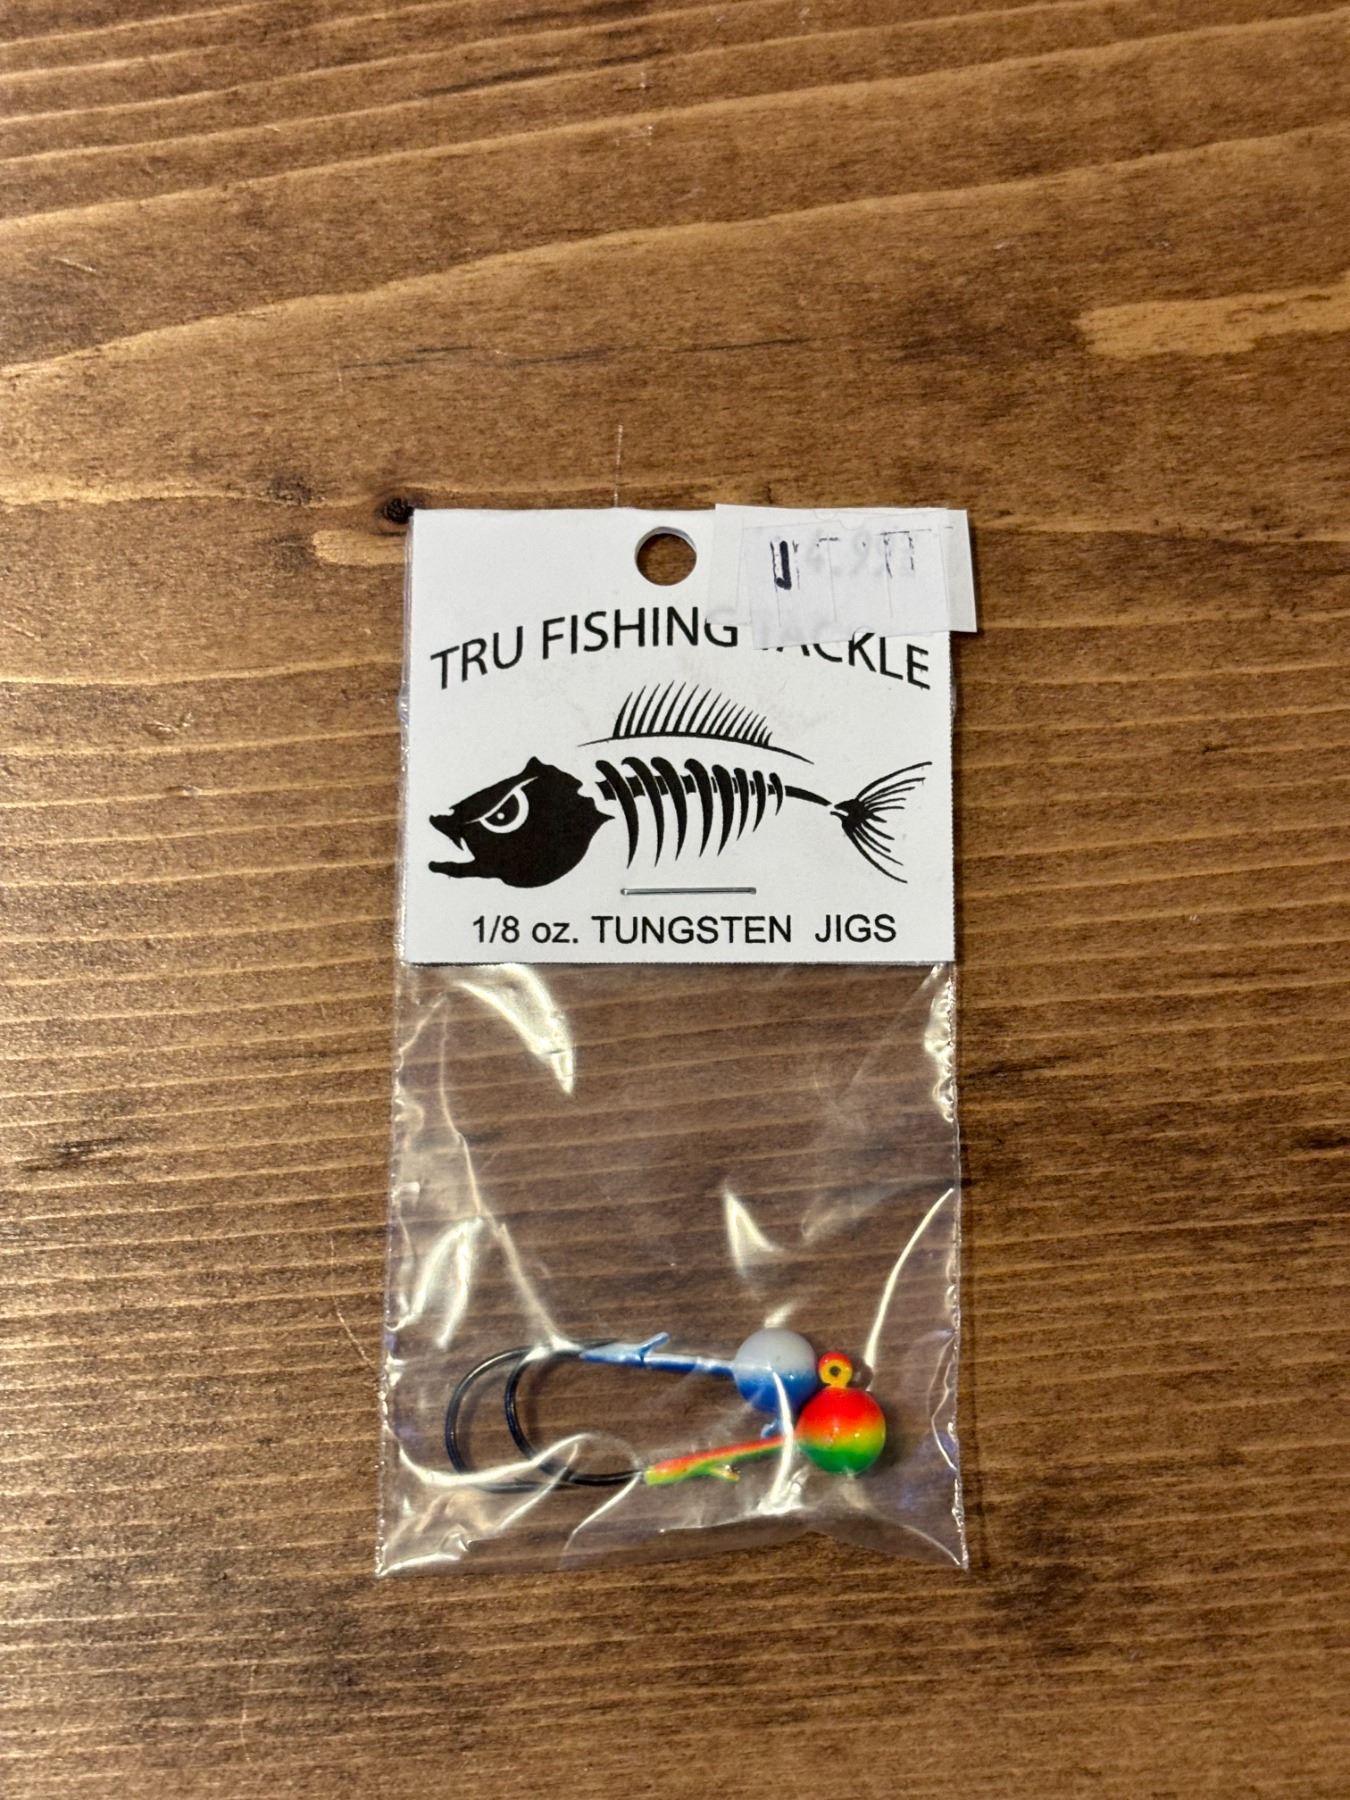 TRU FISHING TACKLE
1/8 oz. TUNGSTEN JIGS